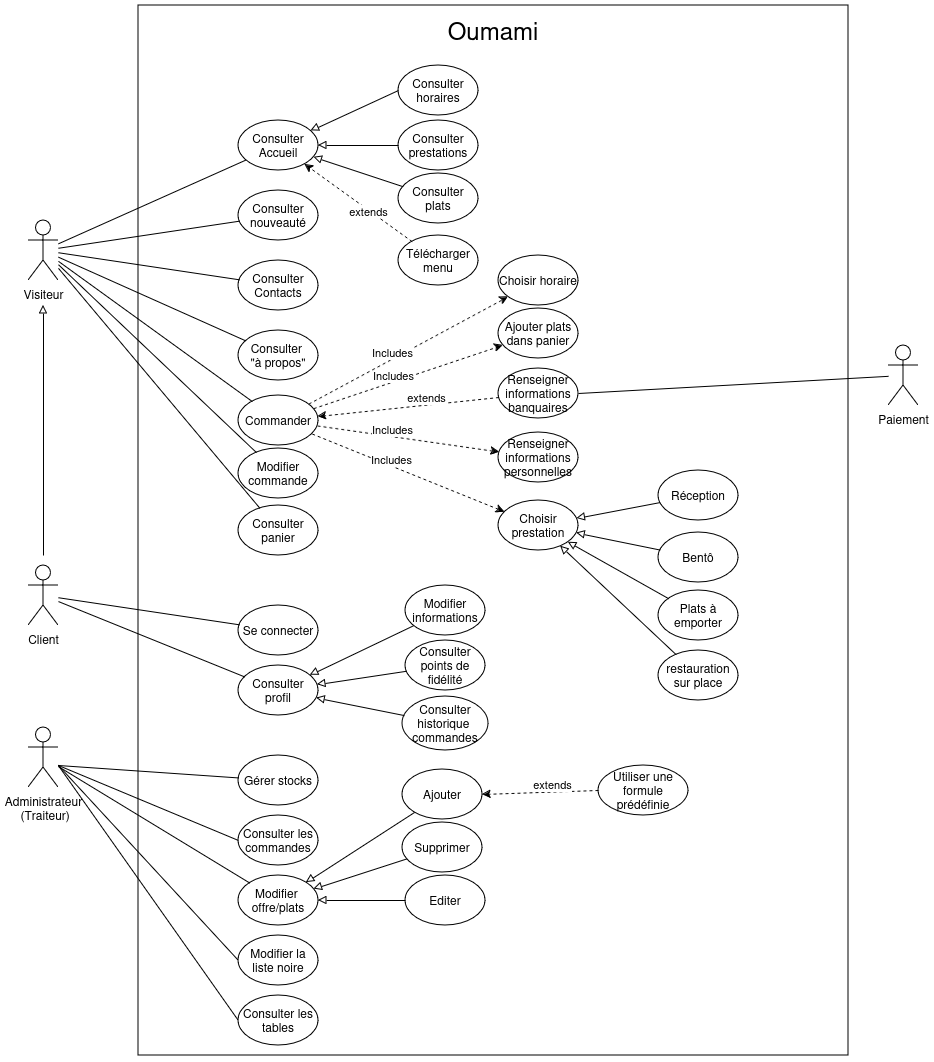 Oumami
Consulter
horaires
Consulter
Accueil
Consulter
prestations
Consulter
plats
extends
Consulter
nouveauté
Télécharger
menu
Visiteur
Consulter
Contacts
Choisir horaire
Ajouter plats
dans panier
Consulter
"à propos"
Includes
Includes
Renseigner
informations
banquaires
extends
Paiement
Commander
Includes
Renseigner
informations
personnelles
Includes
Modifier
commande
Réception
Consulter
panier
Choisir
prestation
Bentô
Plats à
emporter
restauration
sur place
Client
Se connecter
Modifier
informations
Consulter
points de
fidélité
Consulter
profil
Consulter
historique
commandes
Administrateur
(Traiteur)
Gérer stocks
Ajouter
extends
Utiliser une
formule
prédéfinie
Consulter les
commandes
Supprimer
Modifier
offre/plats
Editer
Modifier la
liste noire
Consulter les
tables